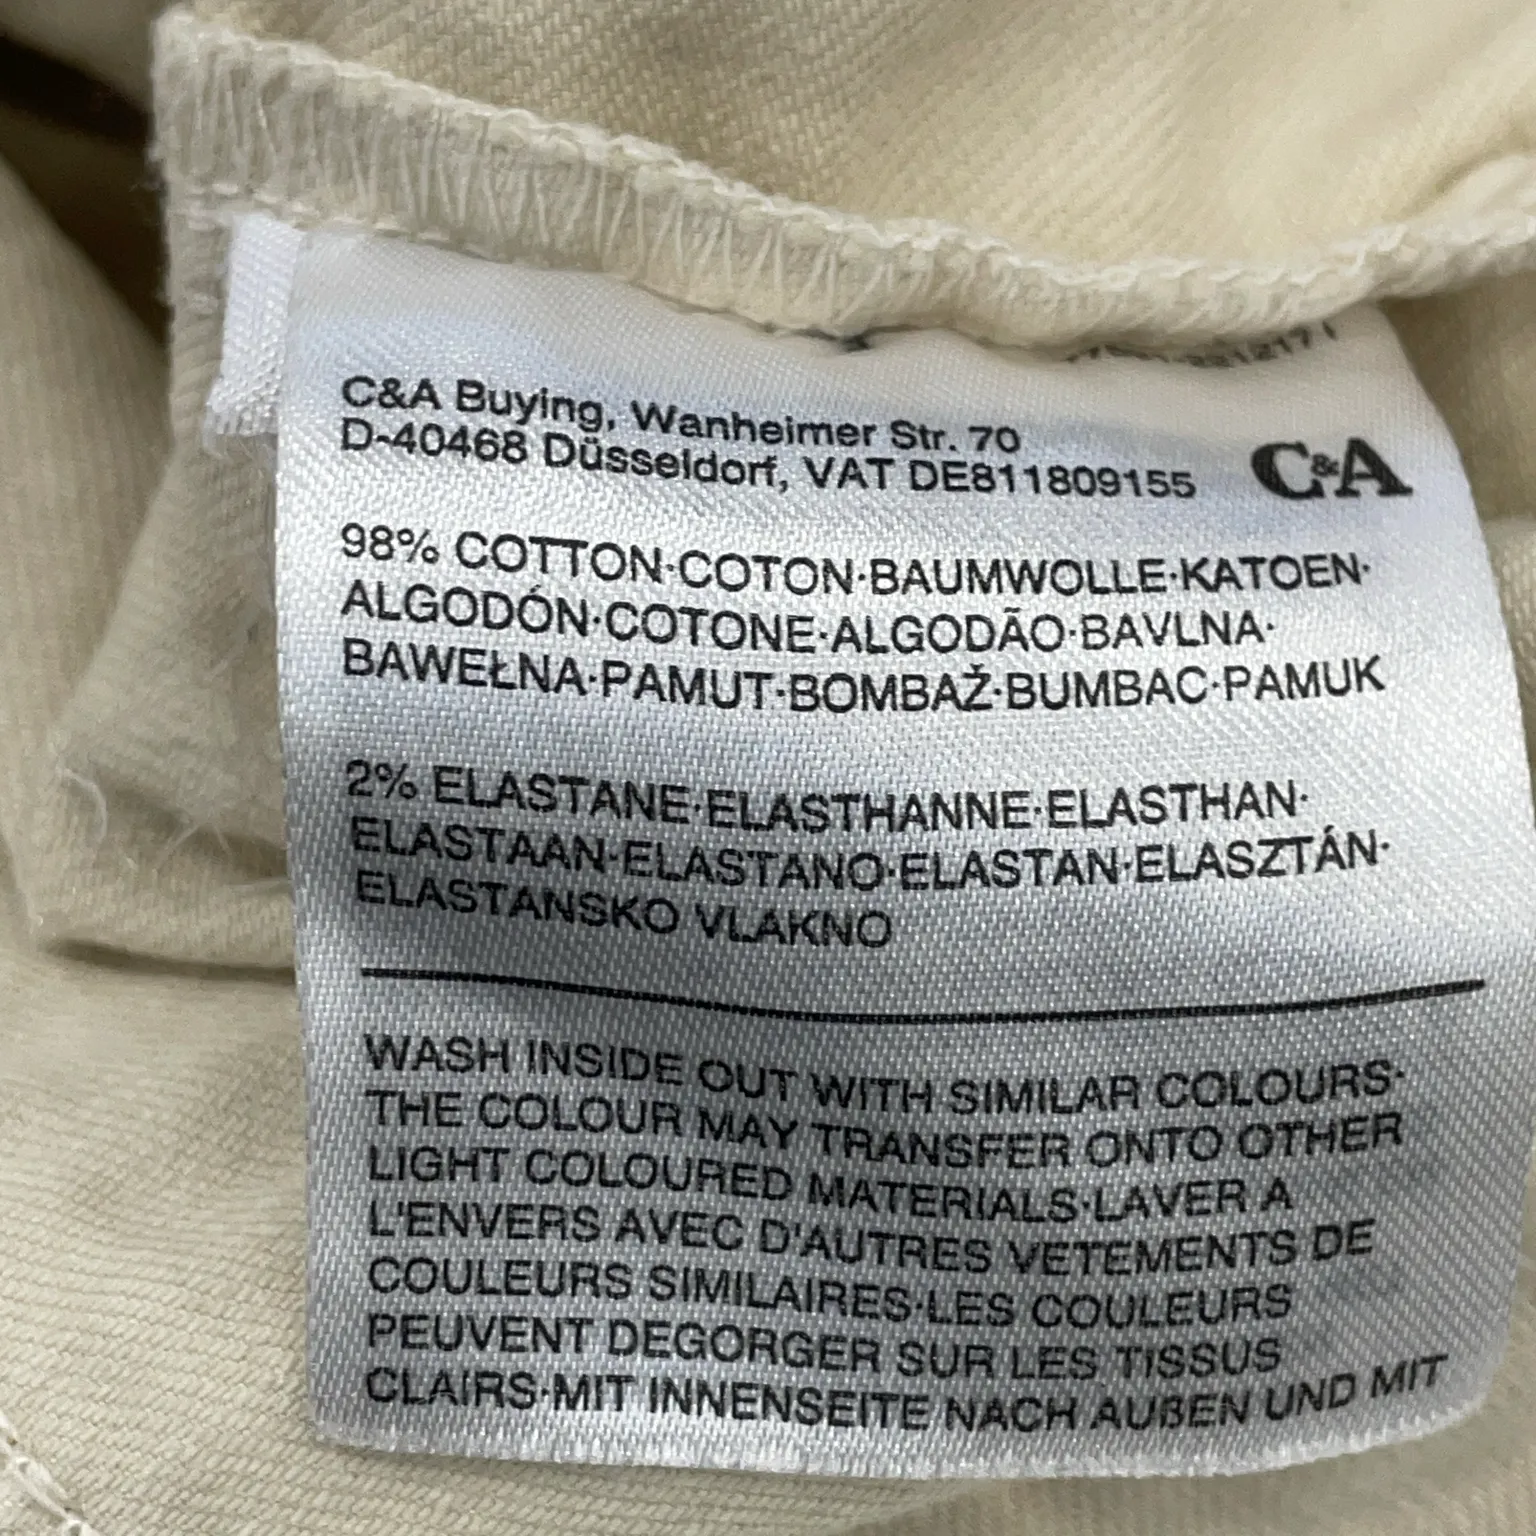 C&A Buying, Wanheimer Str. 70
D-40468 Düsseldorf, VAT DE811809155
C&A
98% COTTON·COTON·BAUMWOLLE·KATOEN·
ALGODÓN·COTONE·ALGODÃO·BAVLNA·
BAWEŁNA·PAMUT·BOMBAŽ·BUMBAC·PAMUK
2% ELASTANE·ELASTHANNE·ELASTHAN·
ELASTAAN·ELASTANO·ELASTAN·ELASZTÁN·
ELASTANSKO VLAKNO
WASH INSIDE OUT WITH SIMILAR COLOURS·
THE COLOUR MAY TRANSFER ONTO OTHER
LIGHT COLOURED MATERIALS·LAVER A
L'ENVERS AVEC D'AUTRES VETEMENTS DE
COULEURS SIMILAIRES·LES COULEURS
PEUVENT DEGORGER SUR LES TISSUS
CLAIRS·MIT INNENSEITE NACH AUßEN UND MIT